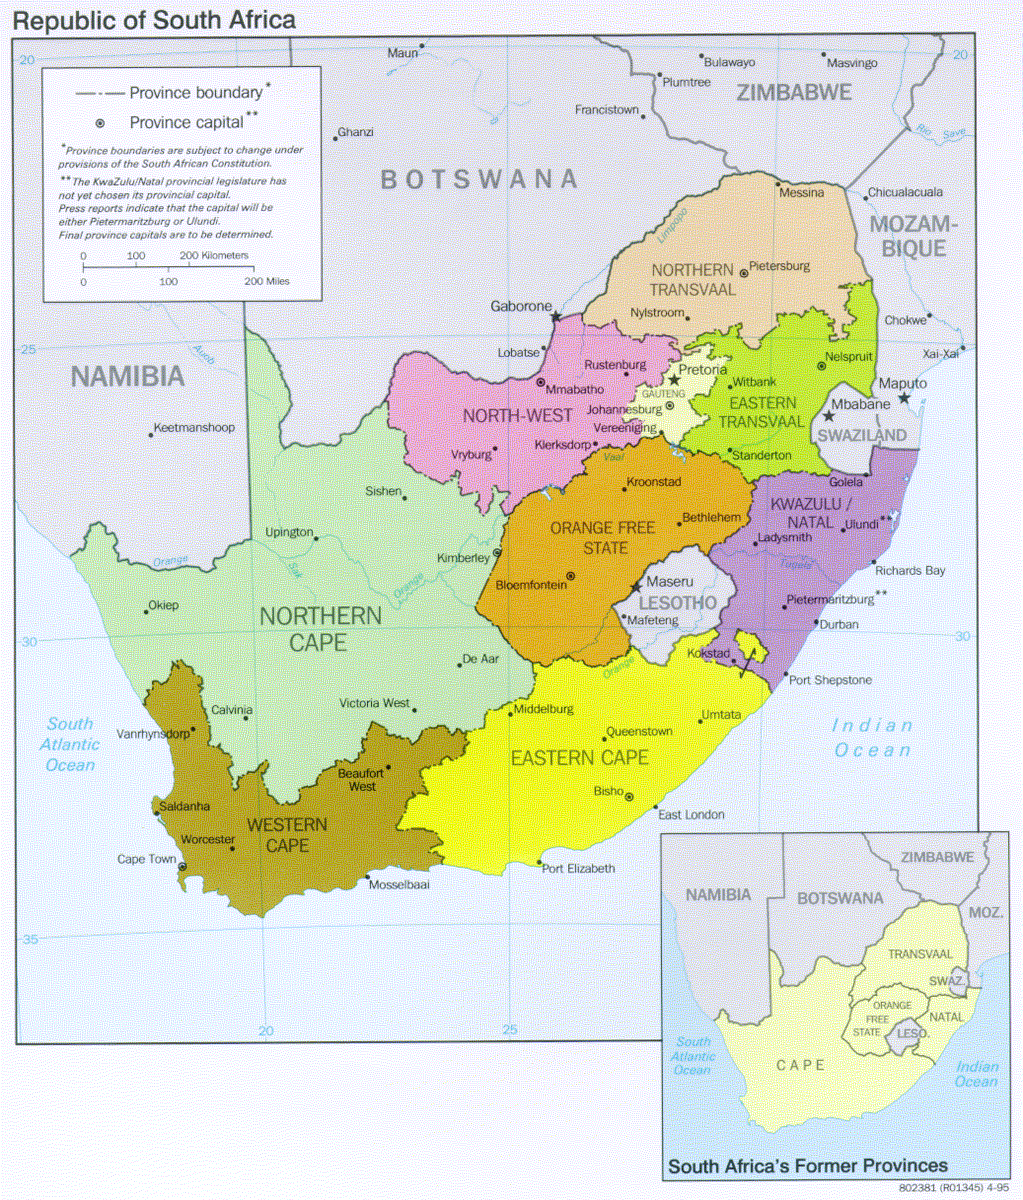 Republic of South Africa
20
20
Maun
Bulawayo
Masvingo
Plumtree
ZIMBABWE
Francistown
Rio Save
Province boundary*
Province capital**
*Province boundaries are subject to change under
provisions of the South African Constitution.
**The KwaZulu/Natal provincial legislature has
not yet chosen its provincial capital.
Press reports indicate that the capital will be
either Pietermaritzburg or Ulundi.
Final province capitals are to be determined.
0 100 200 Kilometers
0 100 200 Miles
Ghanzi
BOTSWANA
Messina
Chicualacuala
MOZAM-
BIQUE
Limpopo
NORTHERN
TRANSVAAL
Pietersburg
Gaborone
Nylstroom
Chokwe
25
Auob
Lobatse
Xai-Xai
NAMIBIA
Rustenburg
Pretoria
Nelspruit
Mmabatho
Witbank
Maputo
GAUTENG
Johannesburg
EASTERN
TRANSVAAL
Mbabane
NORTH-WEST
Keetmanshoop
Vereeniging
SWAZILAND
Klerksdorp
Vaal
Vryburg
Standerton
Sishen
Kroonstad
Golela
KWAZULU /
NATAL
Ulundi**
Bethlehem
ORANGE FREE
STATE
Upington
Ladysmith
Kimberley
Orange
Sak
Orange
Tugela
Richards Bay
Bloemfontein
Maseru
LESOTHO
Okiep
Pietermaritzburg**
NORTHERN
CAPE
Mafeteng
Durban
30
30
Kokstad
De Aar
Orange
Port Shepstone
South
Atlantic
Ocean
Calvinia
Victoria West
Middelburg
Umtata
Indian
Ocean
Vanrhynsdorp
Queenstown
EASTERN CAPE
Beaufort
West
Bisho
Saldanha
East London
WESTERN
CAPE
Worcester
Cape Town
Port Elizabeth
Mosselbaai
35
20
25
ZIMBABWE
NAMIBIA
BOTSWANA
MOZ.
TRANSVAAL
SWAZ.
ORANGE
FREE
STATE
NATAL
LESO.
South
Atlantic
Ocean
CAPE
Indian
Ocean
South Africa's Former Provinces
802381 (R01345) 4-95